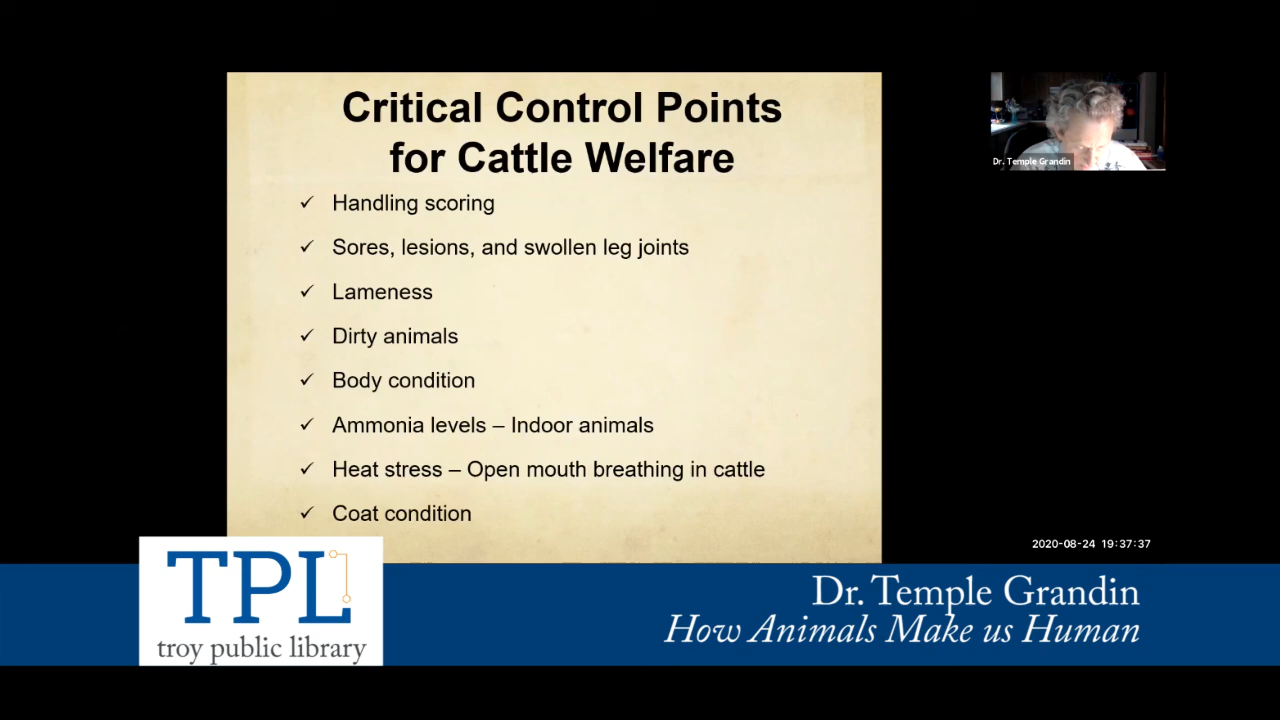 Critical Control Points
for Cattle Welfare
✓ Handling scoring
✓ Sores, lesions, and swollen leg joints
✓ Lameness
✓ Dirty animals
✓ Body condition
✓ Ammonia levels – Indoor animals
✓ Heat stress – Open mouth breathing in cattle
✓ Coat condition
Dr. Temple Grandin
2020-08-24 19:37:37
TPL
troy public library
Dr. Temple Grandin
How Animals Make us Human